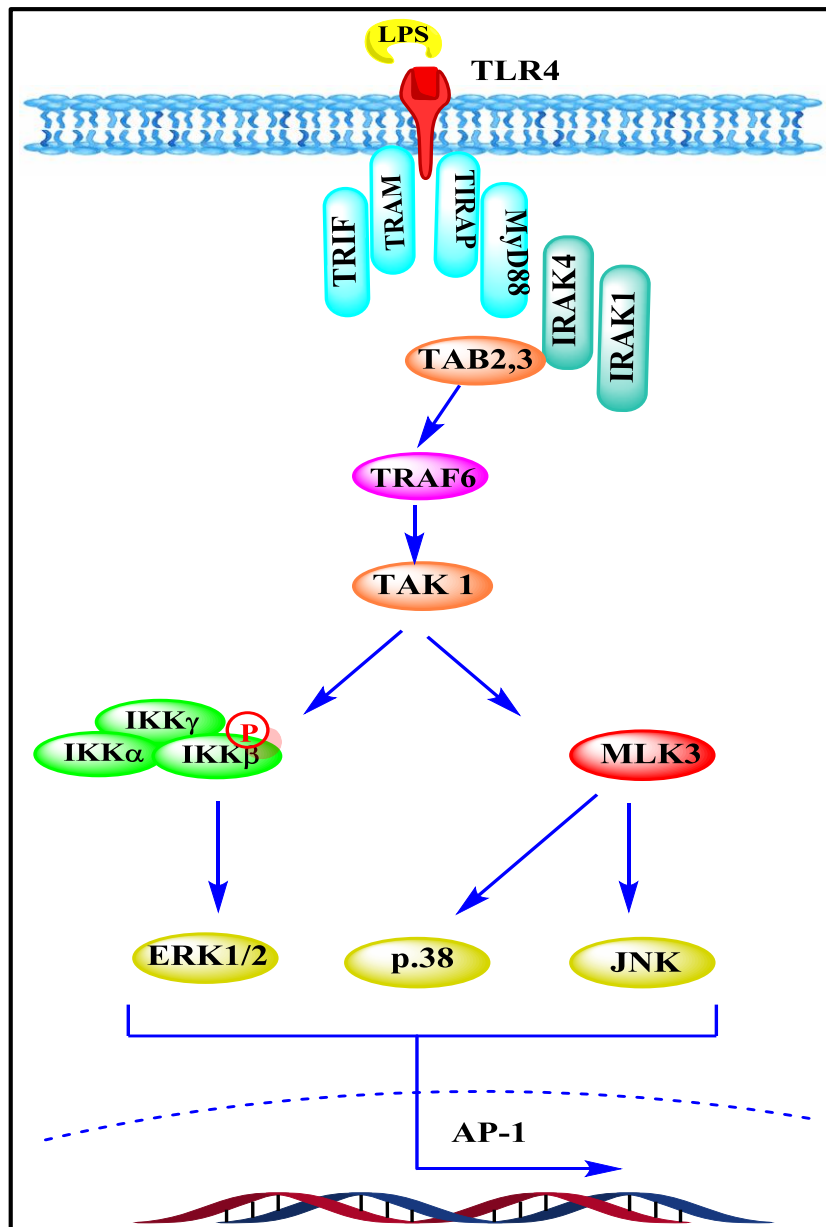 LPS
TLR4
TRIF
TRAM
TIRAP
MyD88
IRAK4
IRAK1
TAB2,3
TRAF6
TAK 1
IKKγ
P
IKKα
IKKβ
MLK3
ERK1/2
p.38
JNK
AP-1